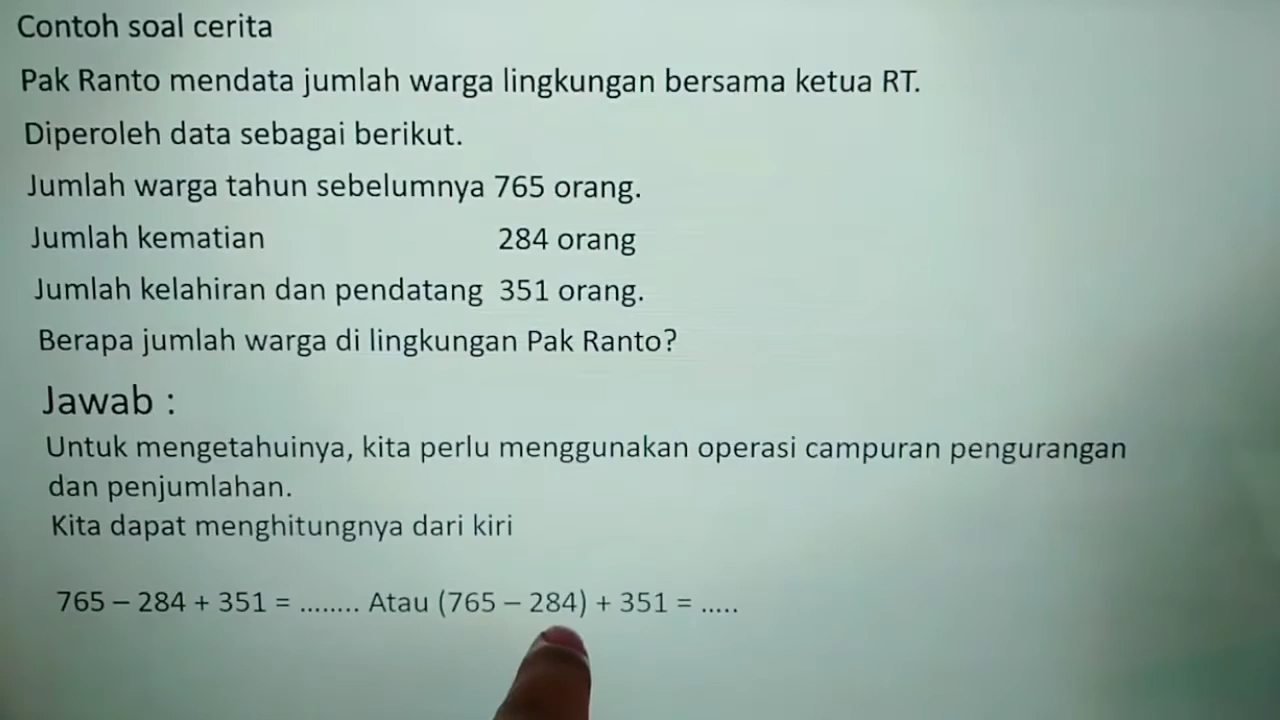 Contoh soal cerita
Pak Ranto mendata jumlah warga lingkungan bersama ketua RT.
Diperoleh data sebagai berikut.
Jumlah warga tahun sebelumnya 765 orang.
Jumlah kematian 284 orang
Jumlah kelahiran dan pendatang 351 orang.
Berapa jumlah warga di lingkungan Pak Ranto?
Jawab :
Untuk mengetahuinya, kita perlu menggunakan operasi campuran pengurangan
dan penjumlahan.
Kita dapat menghitungnya dari kiri
765 – 284 + 351 = ........ Atau (765 – 284) + 351 = .....